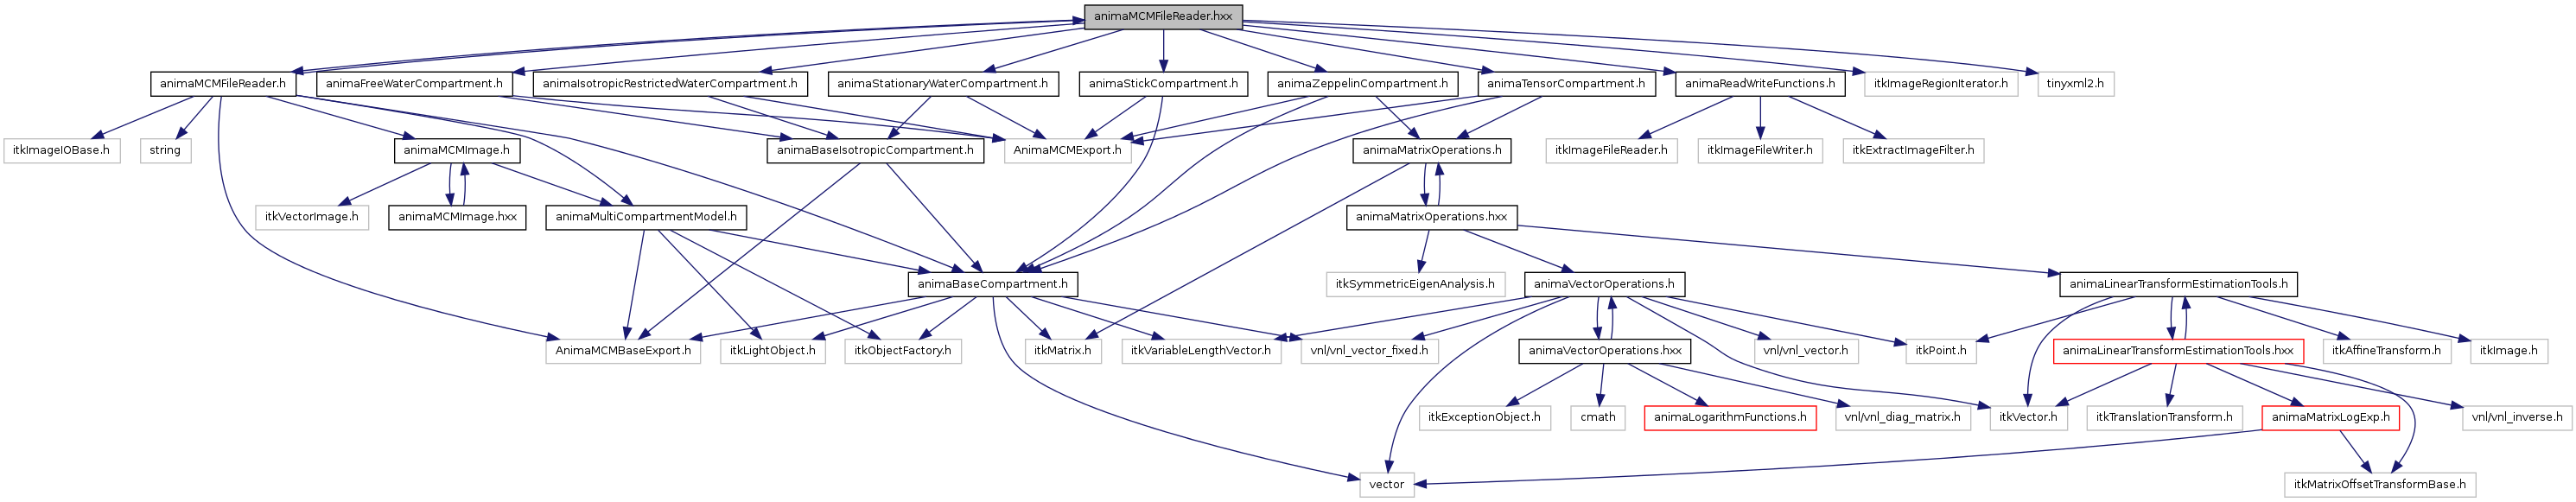 animaMCMFileReader.hxx
animaMCMFileReader.h
animaFreeWaterCompartment.h
animaIsotropicRestrictedWaterCompartment.h
animaStationaryWaterCompartment.h
animaStickCompartment.h
animaZeppelinCompartment.h
animaTensorCompartment.h
animaReadWriteFunctions.h
itkImageRegionIterator.h
tinyxml2.h
itkImageIOBase.h
string
animaMCMImage.h
animaBaseIsotropicCompartment.h
AnimaMCMExport.h
animaMatrixOperations.h
itkImageFileReader.h
itkImageFileWriter.h
itkExtractImageFilter.h
itkVectorImage.h
animaMCMImage.hxx
animaMultiCompartmentModel.h
animaMatrixOperations.hxx
animaBaseCompartment.h
itkSymmetricEigenAnalysis.h
animaVectorOperations.h
animaLinearTransformEstimationTools.h
AnimaMCMBaseExport.h
itkLightObject.h
itkObjectFactory.h
itkMatrix.h
itkVariableLengthVector.h
vnl/vnl_vector_fixed.h
animaVectorOperations.hxx
vnl/vnl_vector.h
itkPoint.h
animaLinearTransformEstimationTools.hxx
itkAffineTransform.h
itkImage.h
itkExceptionObject.h
cmath
animaLogarithmFunctions.h
vnl/vnl_diag_matrix.h
itkVector.h
itkTranslationTransform.h
animaMatrixLogExp.h
vnl/vnl_inverse.h
vector
itkMatrixOffsetTransformBase.h